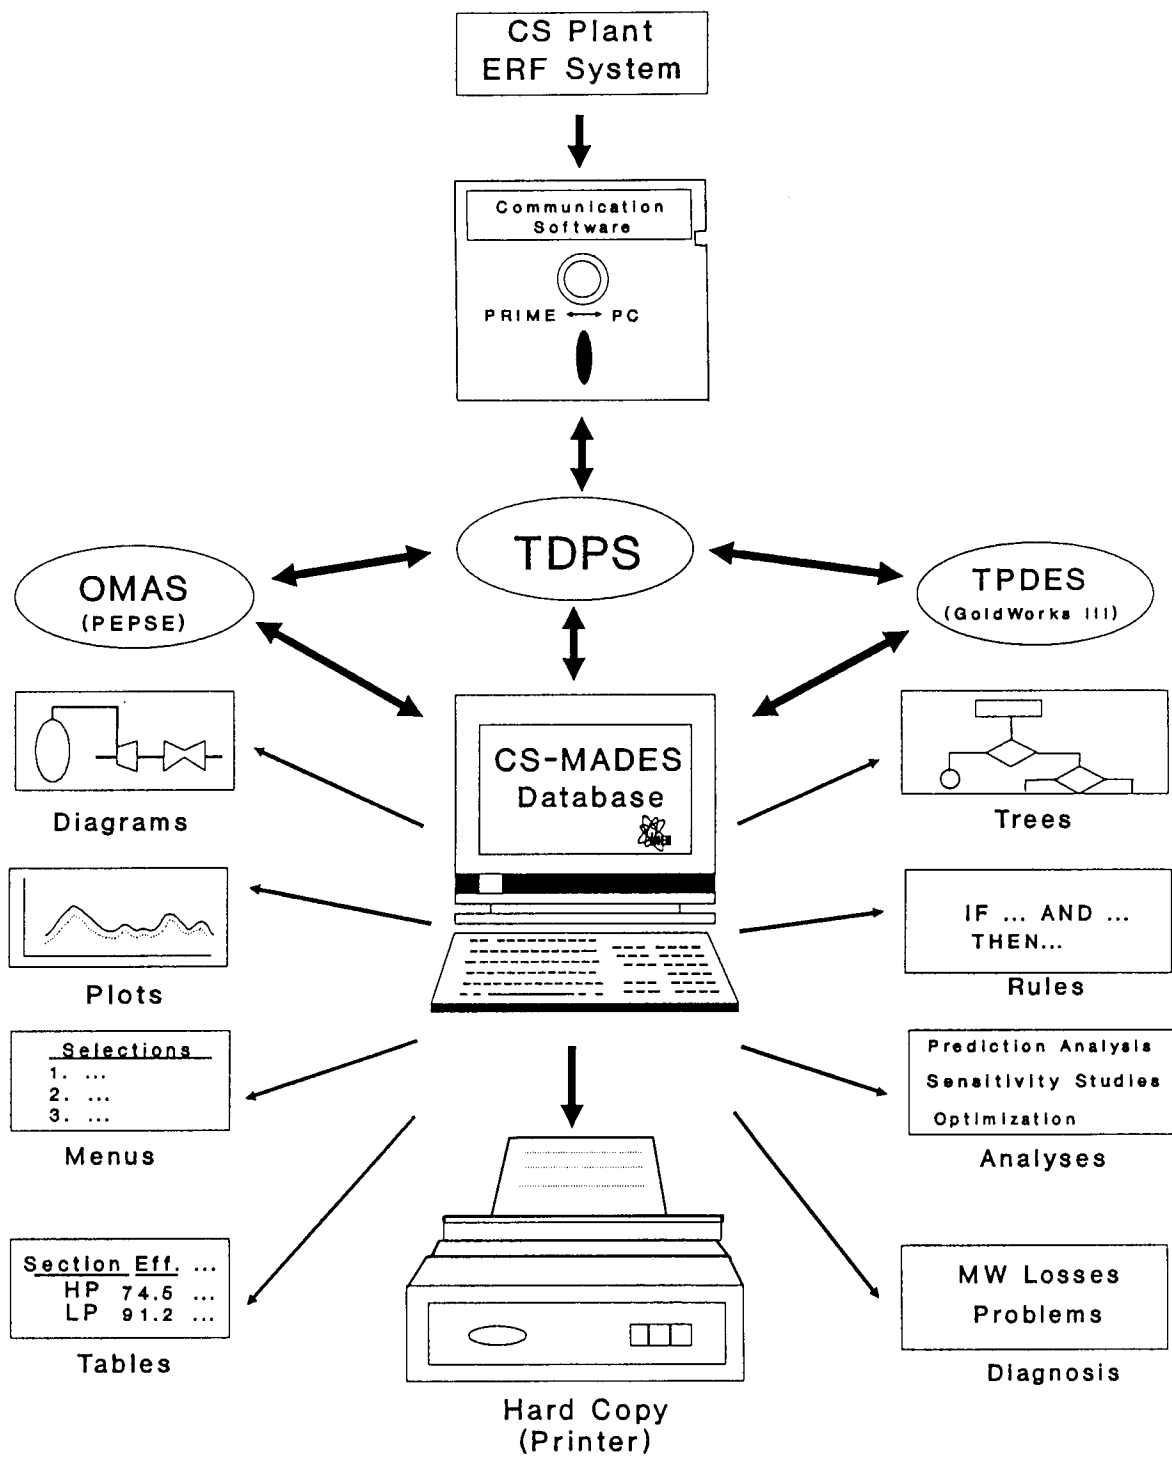 CS Plant
ERF System
Communication
Software
PRIME ↔ PC
TDPS
OMAS
(PEPSE)
TPDES
(GoldWorks III)
CS-MADES
Database
Diagrams
Trees
Plots
IF ... AND ...
THEN...
Rules
Selections
1. ...
2. ...
3. ...
Menus
Prediction Analysis
Sensitivity Studies
Optimization
Analyses
Section Eff. ...
HP 74.5 ...
LP 91.2 ...
Tables
MW Losses
Problems
Diagnosis
Hard Copy
(Printer)